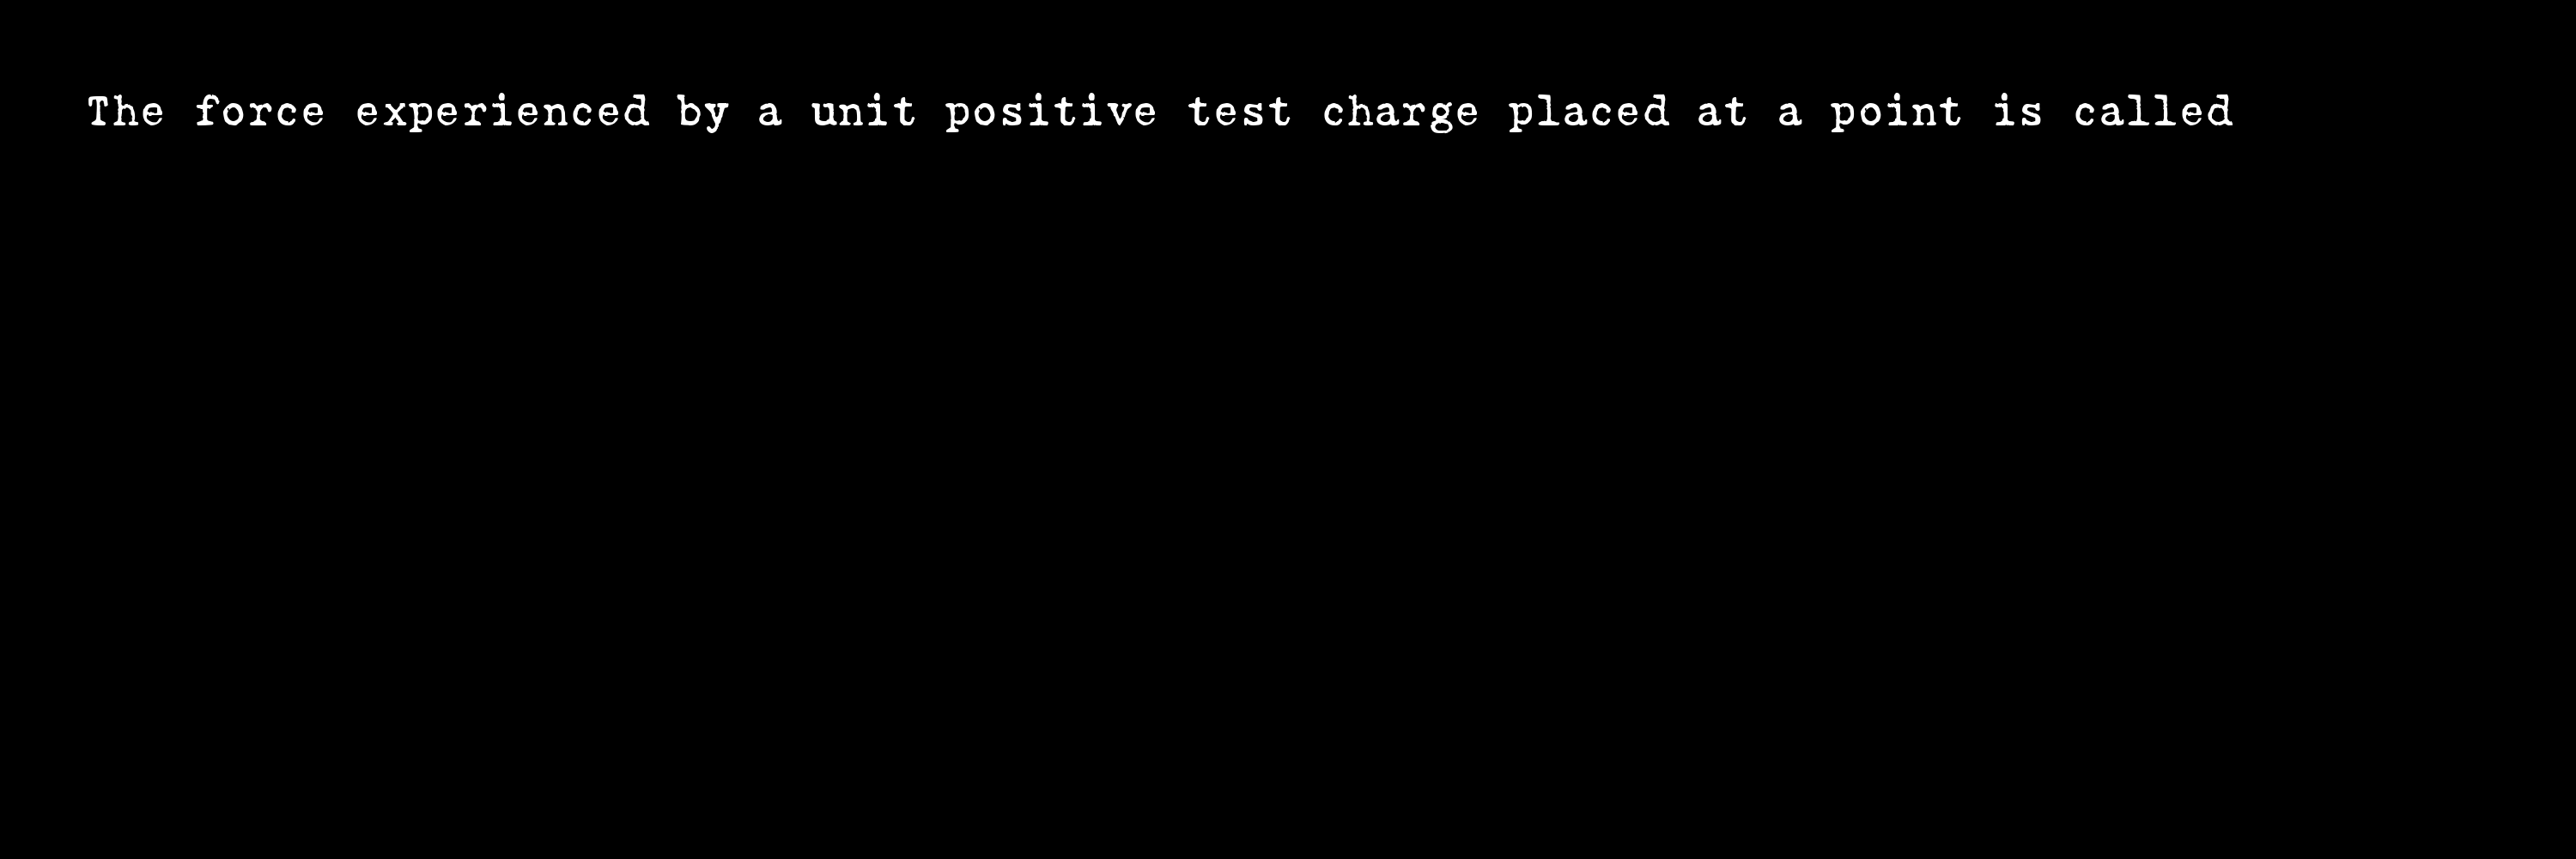 The force experienced by a unit positive test charge placed at a point is called